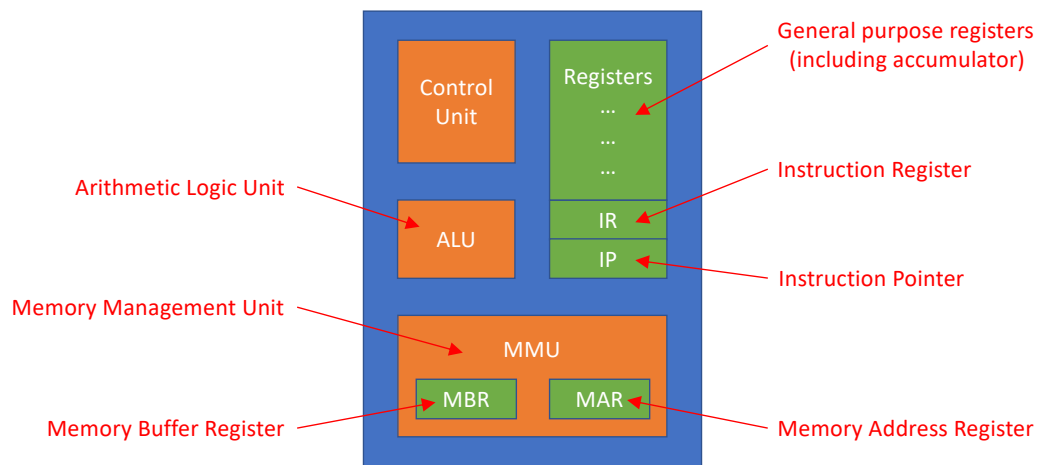 General purpose registers
(including accumulator)
Control
Unit
Registers
...
...
...
Arithmetic Logic Unit
Instruction Register
ALU
IR
IP
Instruction Pointer
Memory Management Unit
MMU
MBR
MAR
Memory Buffer Register
Memory Address Register